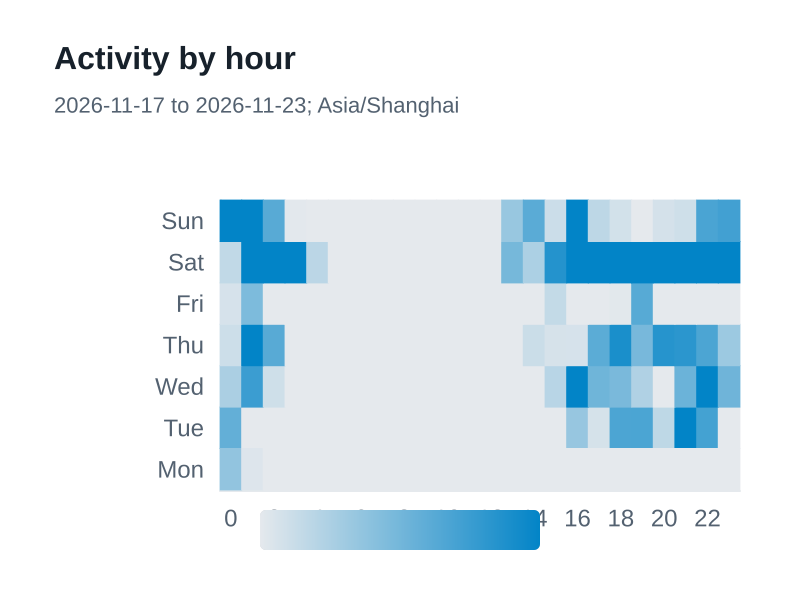 Activity by hour
2026-11-17 to 2026-11-23; Asia/Shanghai
Sun
Sat
Fri
Thu
Wed
Tue
Mon
0 16 18 20 22